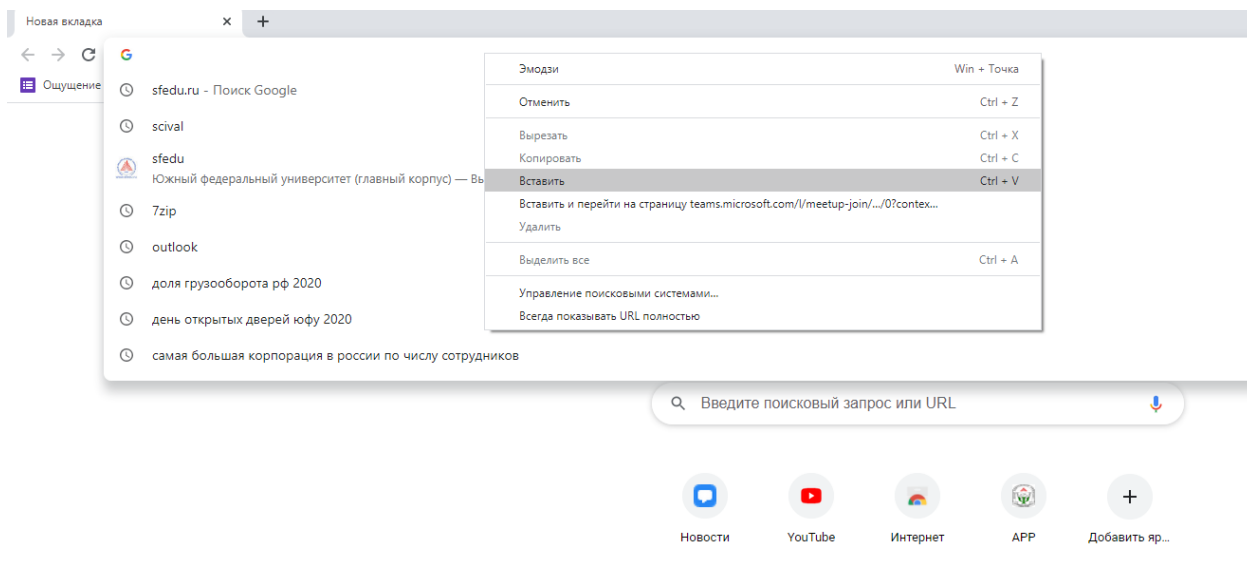 Новая вкладка
Ощущение
sfedu.ru - Поиск Google
scival
sfedu
Южный федеральный университет (главный корпус) — Вы
7zip
outlook
доля грузооборота рф 2020
день открытых дверей юфу 2020
самая большая корпорация в россии по числу сотрудников
Эмодзи Win + Точка
Отменить Ctrl + Z
Вырезать Ctrl + X
Копировать Ctrl + C
Вставить Ctrl + V
Вставить и перейти на страницу teams.microsoft.com/l/meetup-join/.../0?contex...
Удалить
Выделить все Ctrl + A
Управление поисковыми системами...
Всегда показывать URL полностью
Введите поисковый запрос или URL
Новости YouTube Интернет APP Добавить яр...